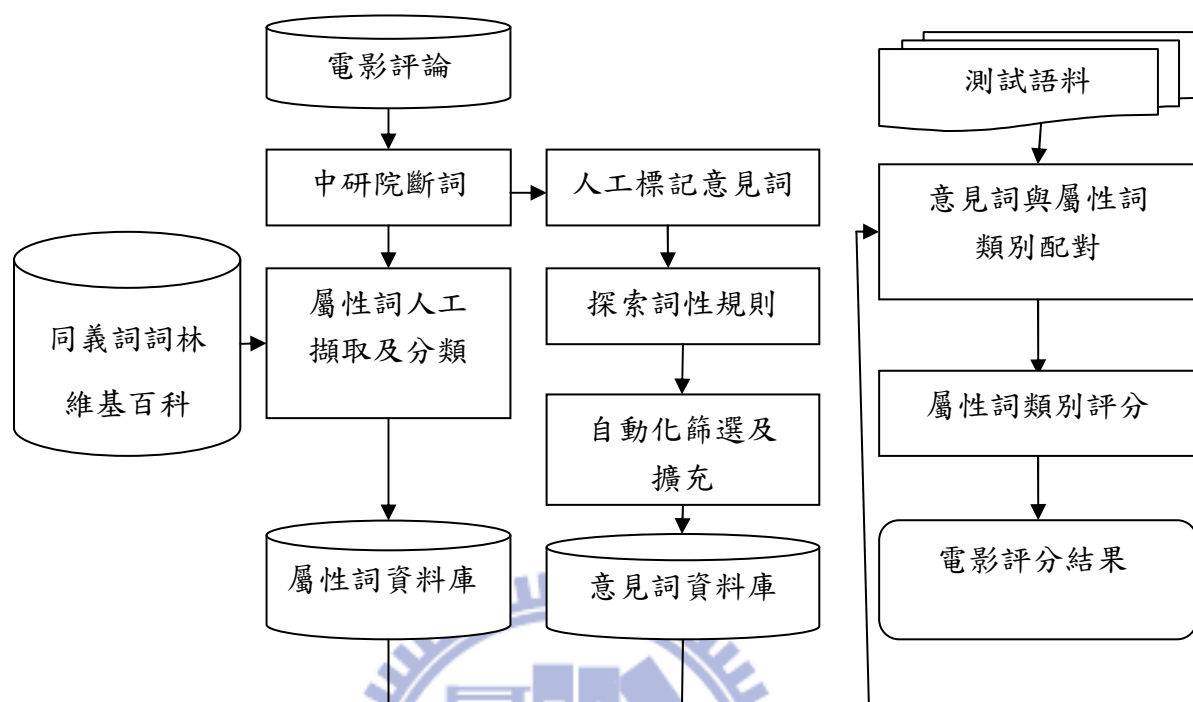 電影評論
中研院斷詞
人工標記意見詞
同義詞詞林
維基百科
屬性詞人工
擷取及分類
探索詞性規則
自動化篩選及
擴充
屬性詞資料庫
意見詞資料庫
測試語料
意見詞與屬性詞
類別配對
屬性詞類別評分
電影評分結果